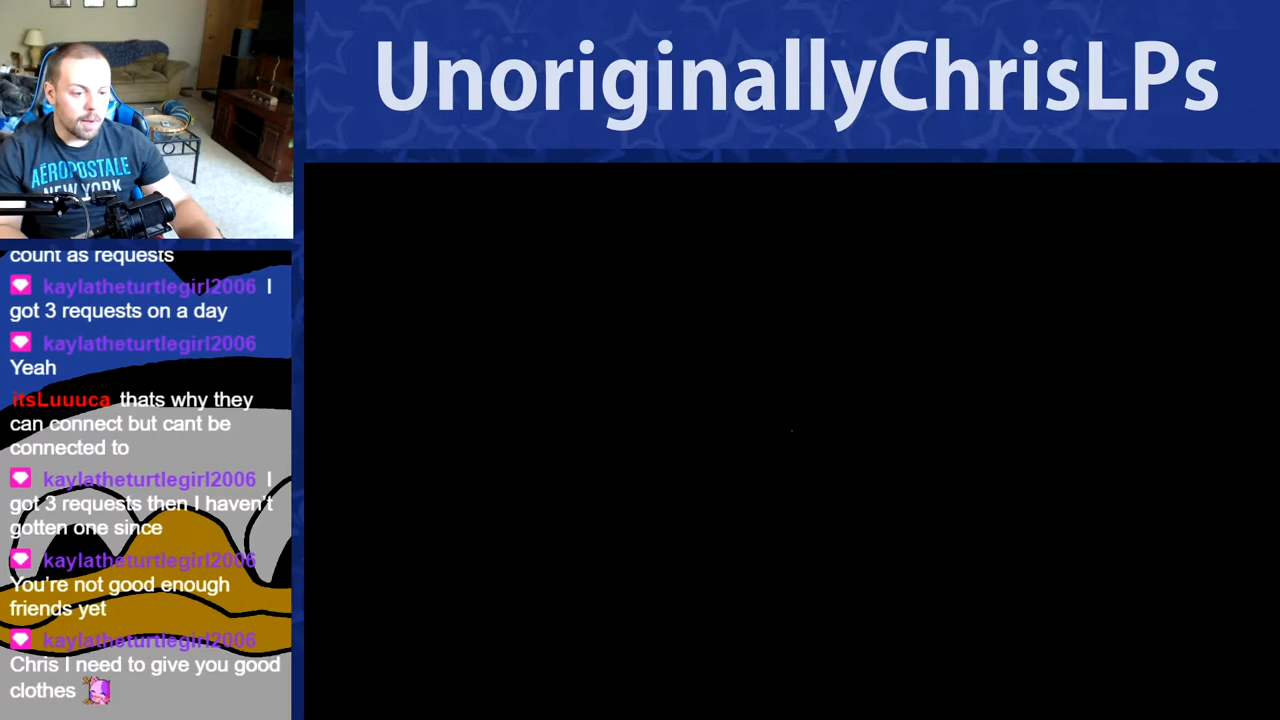 UnoriginallyChrisLPs
AÉROPOSTALE
NEW YORK
count as requests
kaylatheturtlegirl2006 I
got 3 requests on a day
kaylatheturtlegirl2006
Yeah
itsLuuuca thats why they
can connect but cant be
connected to
kaylatheturtlegirl2006 I
got 3 requests then I haven't
gotten one since
kaylatheturtlegirl2006
You're not good enough
friends yet
kaylatheturtlegirl2006
Chris I need to give you good
clothes